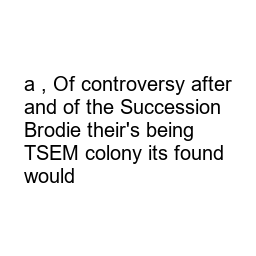 a , Of controversy after
and of the Succession
Brodie their's being
TSEM colony its found
would